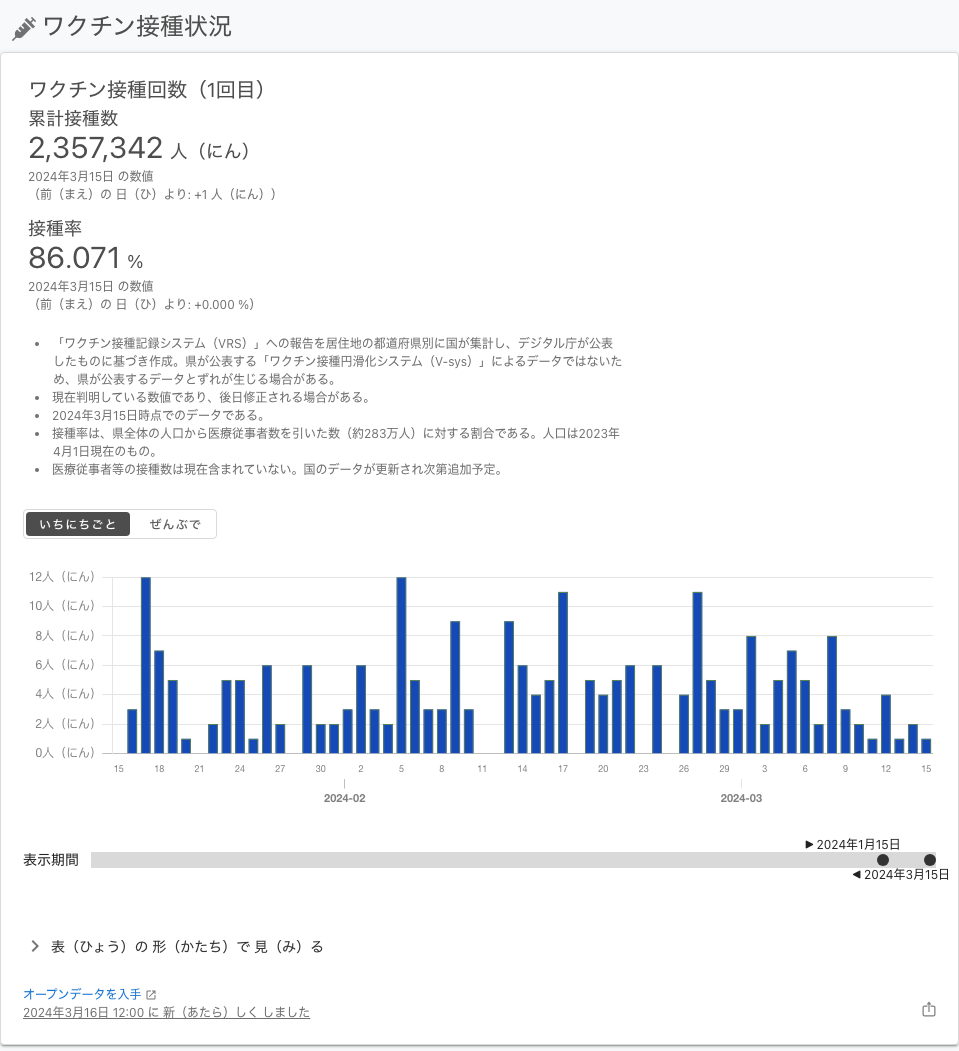 ワクチン接種状況
ワクチン接種回数（1回目）
累計接種数
2,357,342 人（にん）
2024年3月15日 の数値
（前（まえ）の 日（ひ）より: +1 人（にん））
接種率
86.071 %
2024年3月15日 の数値
（前（まえ）の 日（ひ）より: +0.000 %）
• 「ワクチン接種記録システム（VRS）」への報告を居住地の都道府県別に国が集計し、デジタル庁が公表
したものに基づき作成。県が公表する「ワクチン接種円滑化システム（V-sys）」によるデータではないた
め、県が公表するデータとずれが生じる場合がある。
• 現在判明している数値であり、後日修正される場合がある。
• 2024年3月15日時点でのデータである。
• 接種率は、県全体の人口から医療従事者数を引いた数（約283万人）に対する割合である。人口は2023年
4月1日現在のもの。
• 医療従事者等の接種数は現在含まれていない。国のデータが更新され次第追加予定。
いちにちごと ぜんぶで
12人（にん）
10人（にん）
8人（にん）
6人（にん）
4人（にん）
2人（にん）
0人（にん）
15 18 21 24 27 30 2 5 8 11 14 17 20 23 26 29 3 6 9 12 15
2024-02 2024-03
▶ 2024年1月15日
表示期間
◀ 2024年3月15日
表（ひょう）の 形（かたち）で 見（み）る
オープンデータを入手
2024年3月16日 12:00 に 新（あたら）しく しました